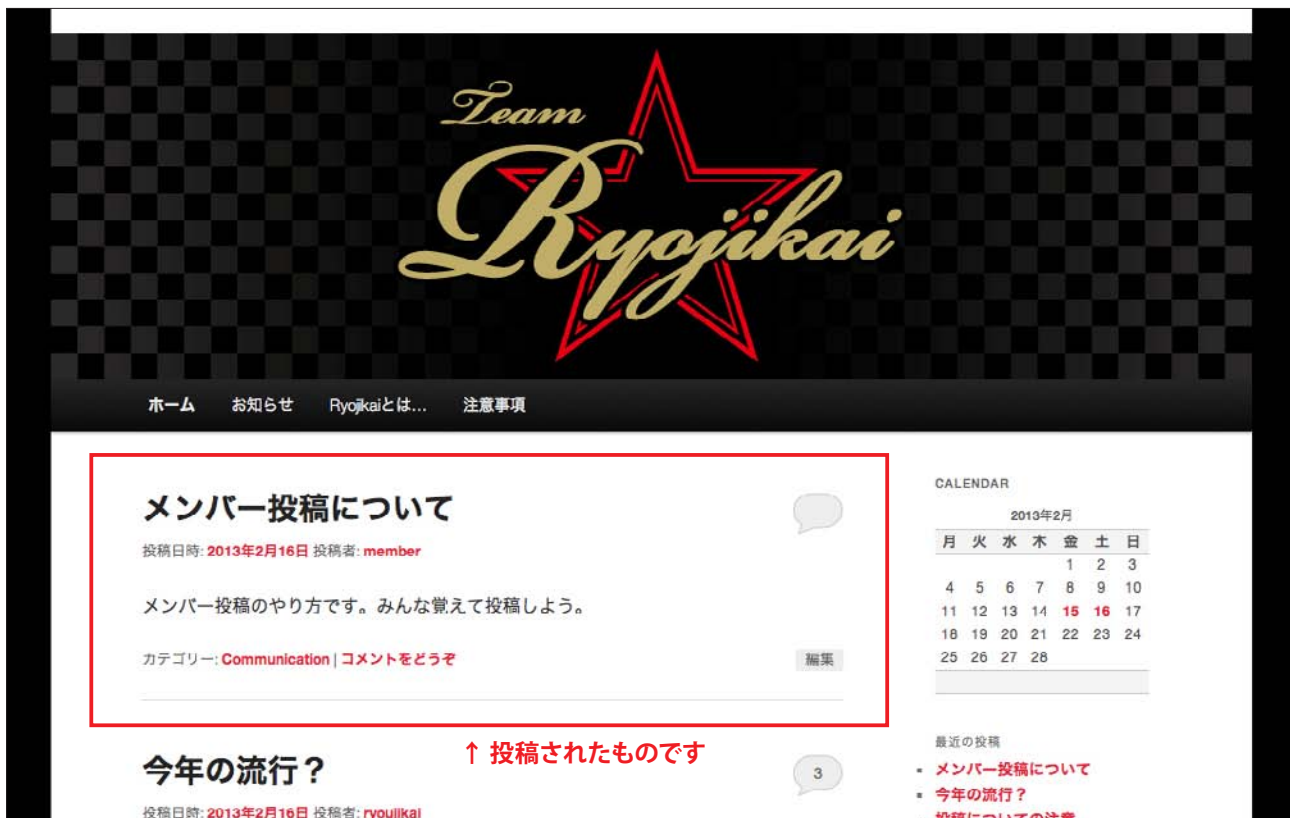 Team
Ryojikai
ホーム お知らせ Ryojikaiとは... 注意事項
メンバー投稿について
投稿日時: 2013年2月16日 投稿者: member
メンバー投稿のやり方です。みんな覚えて投稿しよう。
カテゴリー: Communication | コメントをどうぞ 編集
↑ 投稿されたものです
今年の流行？ 3
投稿日時: 2013年2月16日 投稿者: ryoujikai
CALENDAR
2013年2月
月 火 水 木 金 土 日
1 2 3
4 5 6 7 8 9 10
11 12 13 14 15 16 17
18 19 20 21 22 23 24
25 26 27 28
最近の投稿
メンバー投稿について
今年の流行？
投稿についての注意